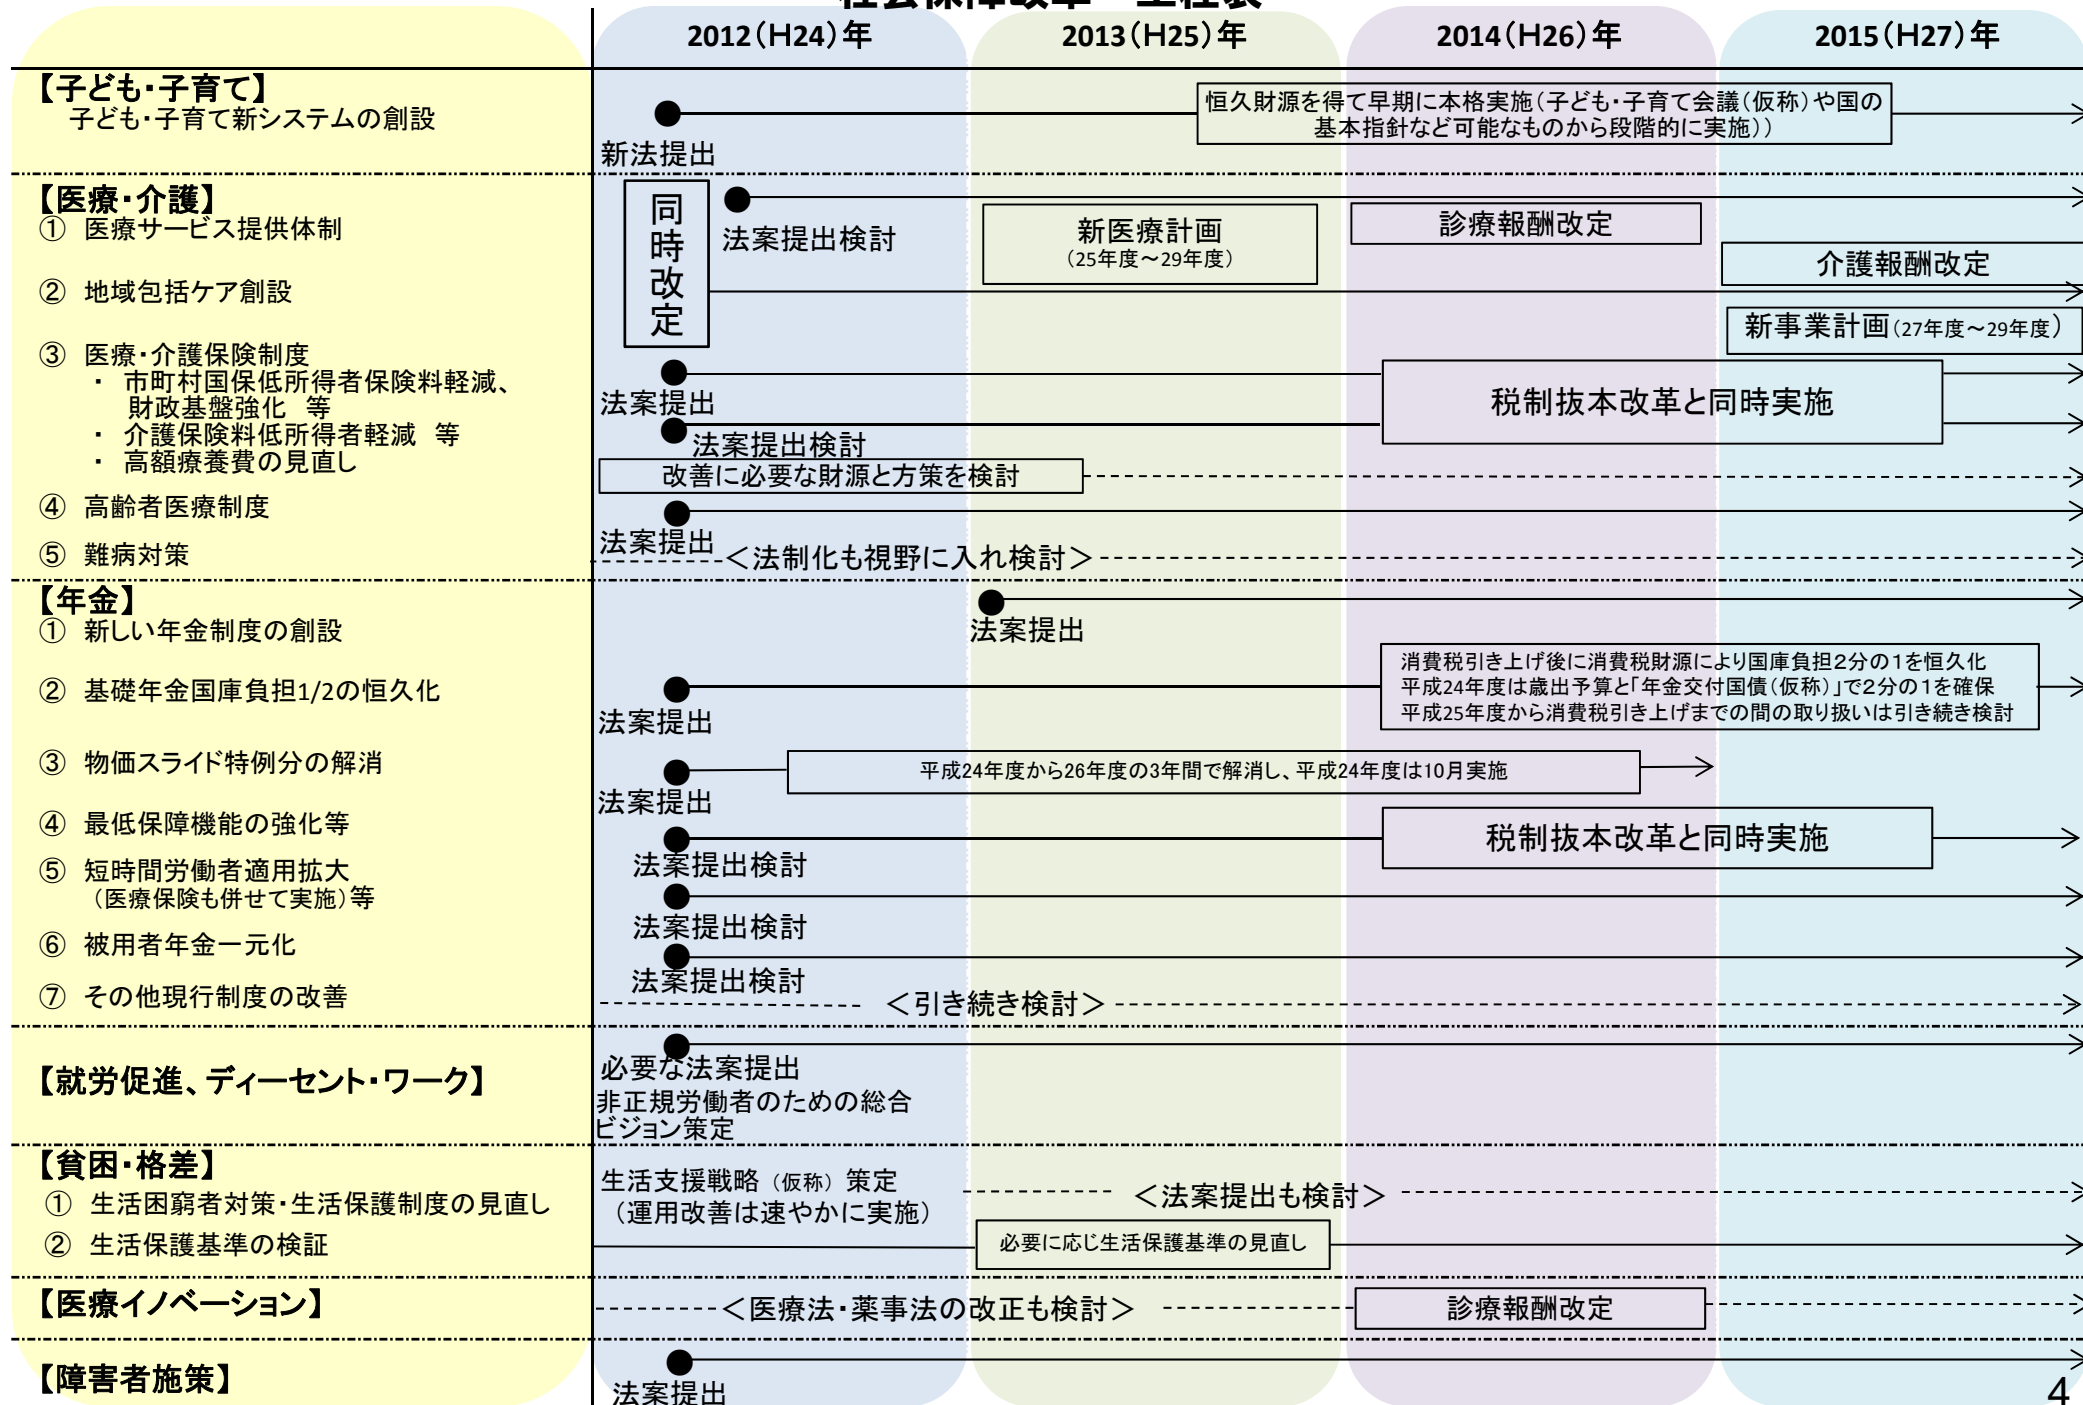 社会保障改革 工程表
2012（H24）年
2013（H25）年
2014（H26）年
2015（H27）年
【子ども・子育て】
子ども・子育て新システムの創設
新法提出
恒久財源を得て早期に本格実施（子ども・子育て会議（仮称）や国の
基本指針など可能なものから段階的に実施））
【医療・介護】
① 医療サービス提供体制
同時改定
法案提出検討
新医療計画
（25年度～29年度）
診療報酬改定
介護報酬改定
② 地域包括ケア創設
新事業計画（27年度～29年度）
③ 医療・介護保険制度
・ 市町村国保低所得者保険料軽減、
財政基盤強化 等
・ 介護保険料低所得者軽減 等
・ 高額療養費の見直し
法案提出
法案提出検討
税制抜本改革と同時実施
改善に必要な財源と方策を検討
④ 高齢者医療制度
法案提出
⑤ 難病対策
＜法制化も視野に入れ検討＞
【年金】
① 新しい年金制度の創設
法案提出
② 基礎年金国庫負担1/2の恒久化
法案提出
消費税引き上げ後に消費税財源により国庫負担２分の１を恒久化
平成24年度は歳出予算と「年金交付国債（仮称）」で２分の１を確保
平成25年度から消費税引き上げまでの間の取り扱いは引き続き検討
③ 物価スライド特例分の解消
法案提出
平成24年度から26年度の3年間で解消し、平成24年度は10月実施
④ 最低保障機能の強化等
法案提出検討
税制抜本改革と同時実施
⑤ 短時間労働者適用拡大
（医療保険も併せて実施）等
法案提出検討
⑥ 被用者年金一元化
法案提出検討
⑦ その他現行制度の改善
＜引き続き検討＞
【就労促進、ディーセント・ワーク】
必要な法案提出
非正規労働者のための総合
ビジョン策定
【貧困・格差】
① 生活困窮者対策・生活保護制度の見直し
生活支援戦略（仮称）策定
（運用改善は速やかに実施）
＜法案提出も検討＞
② 生活保護基準の検証
必要に応じ生活保護基準の見直し
【医療イノベーション】
＜医療法・薬事法の改正も検討＞
診療報酬改定
【障害者施策】
法案提出
4